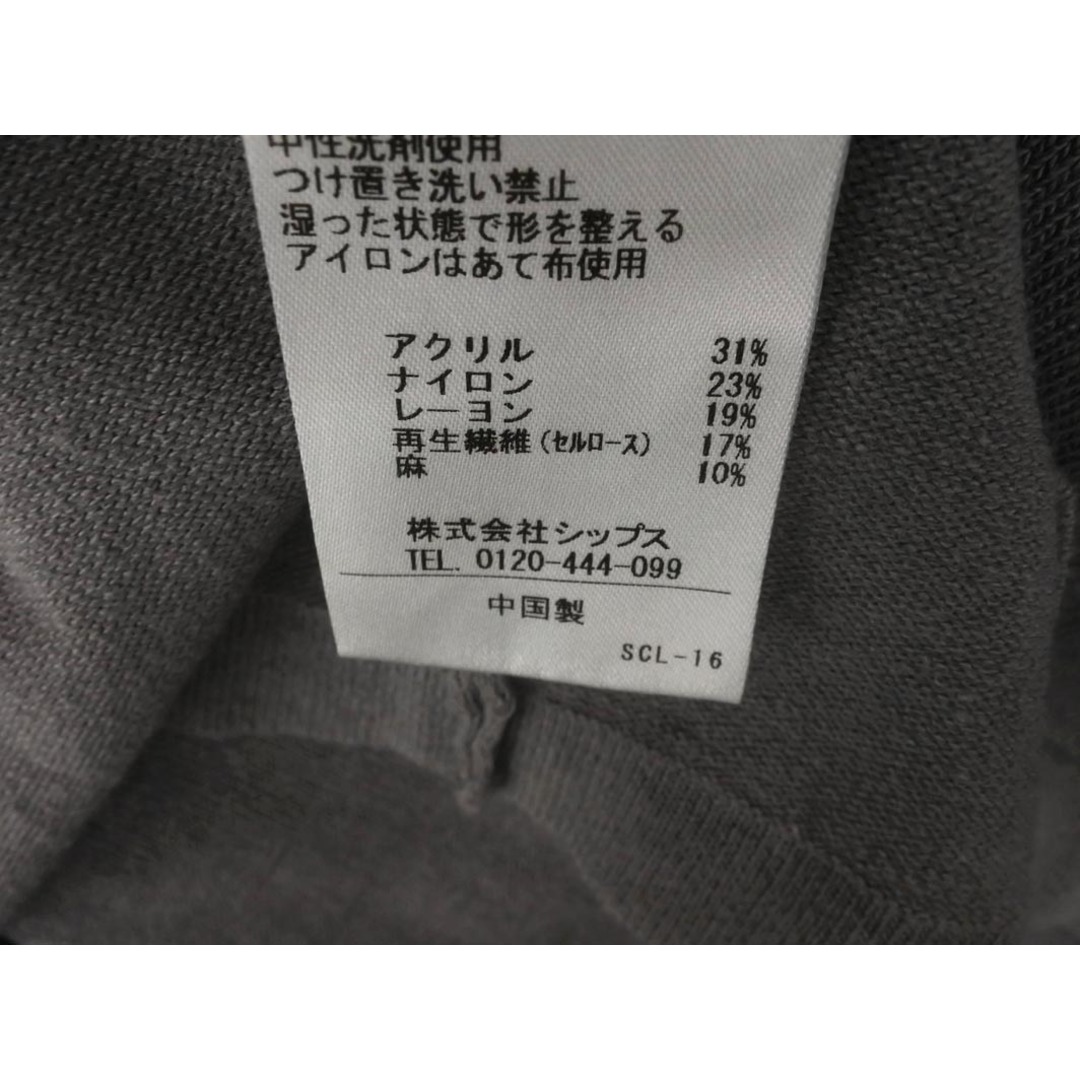 中性洗剤使用
つけ置き洗い禁止
湿った状態で形を整える
アイロンはあて布使用
アクリル 31%
ナイロン 23%
レーヨン 19%
再生繊維(セルロース) 17%
麻 10%
株式会社シップス
TEL. 0120-444-099
中国製
SCL-16